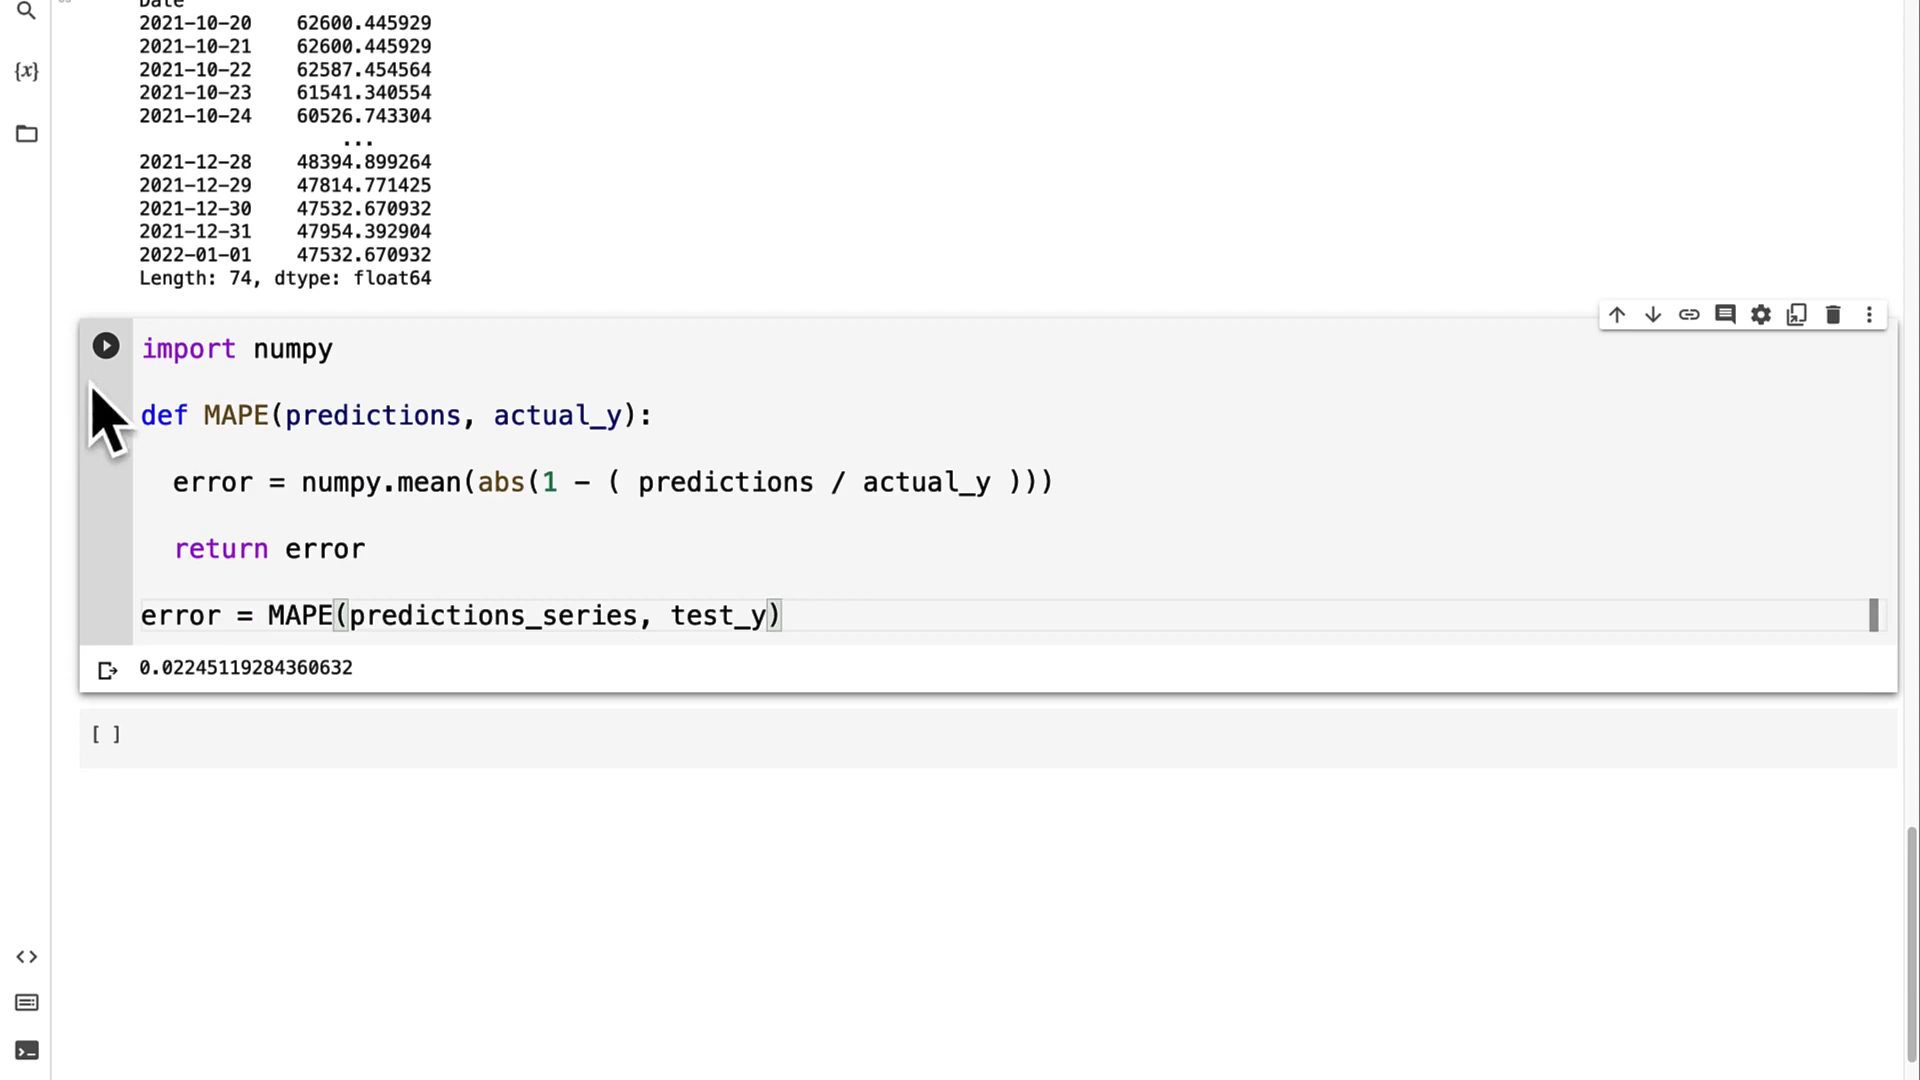 Date
2021-10-20 62600.445929
2021-10-21 62600.445929
2021-10-22 62587.454564
2021-10-23 61541.340554
2021-10-24 60526.743304
...
2021-12-28 48394.899264
2021-12-29 47814.771425
2021-12-30 47532.670932
2021-12-31 47954.392904
2022-01-01 47532.670932
Length: 74, dtype: float64
{x}
import numpy
def MAPE(predictions, actual_y):
error = numpy.mean(abs(1 - ( predictions / actual_y )))
return error
error = MAPE(predictions_series, test_y)
0.02245119284360632
[ ]